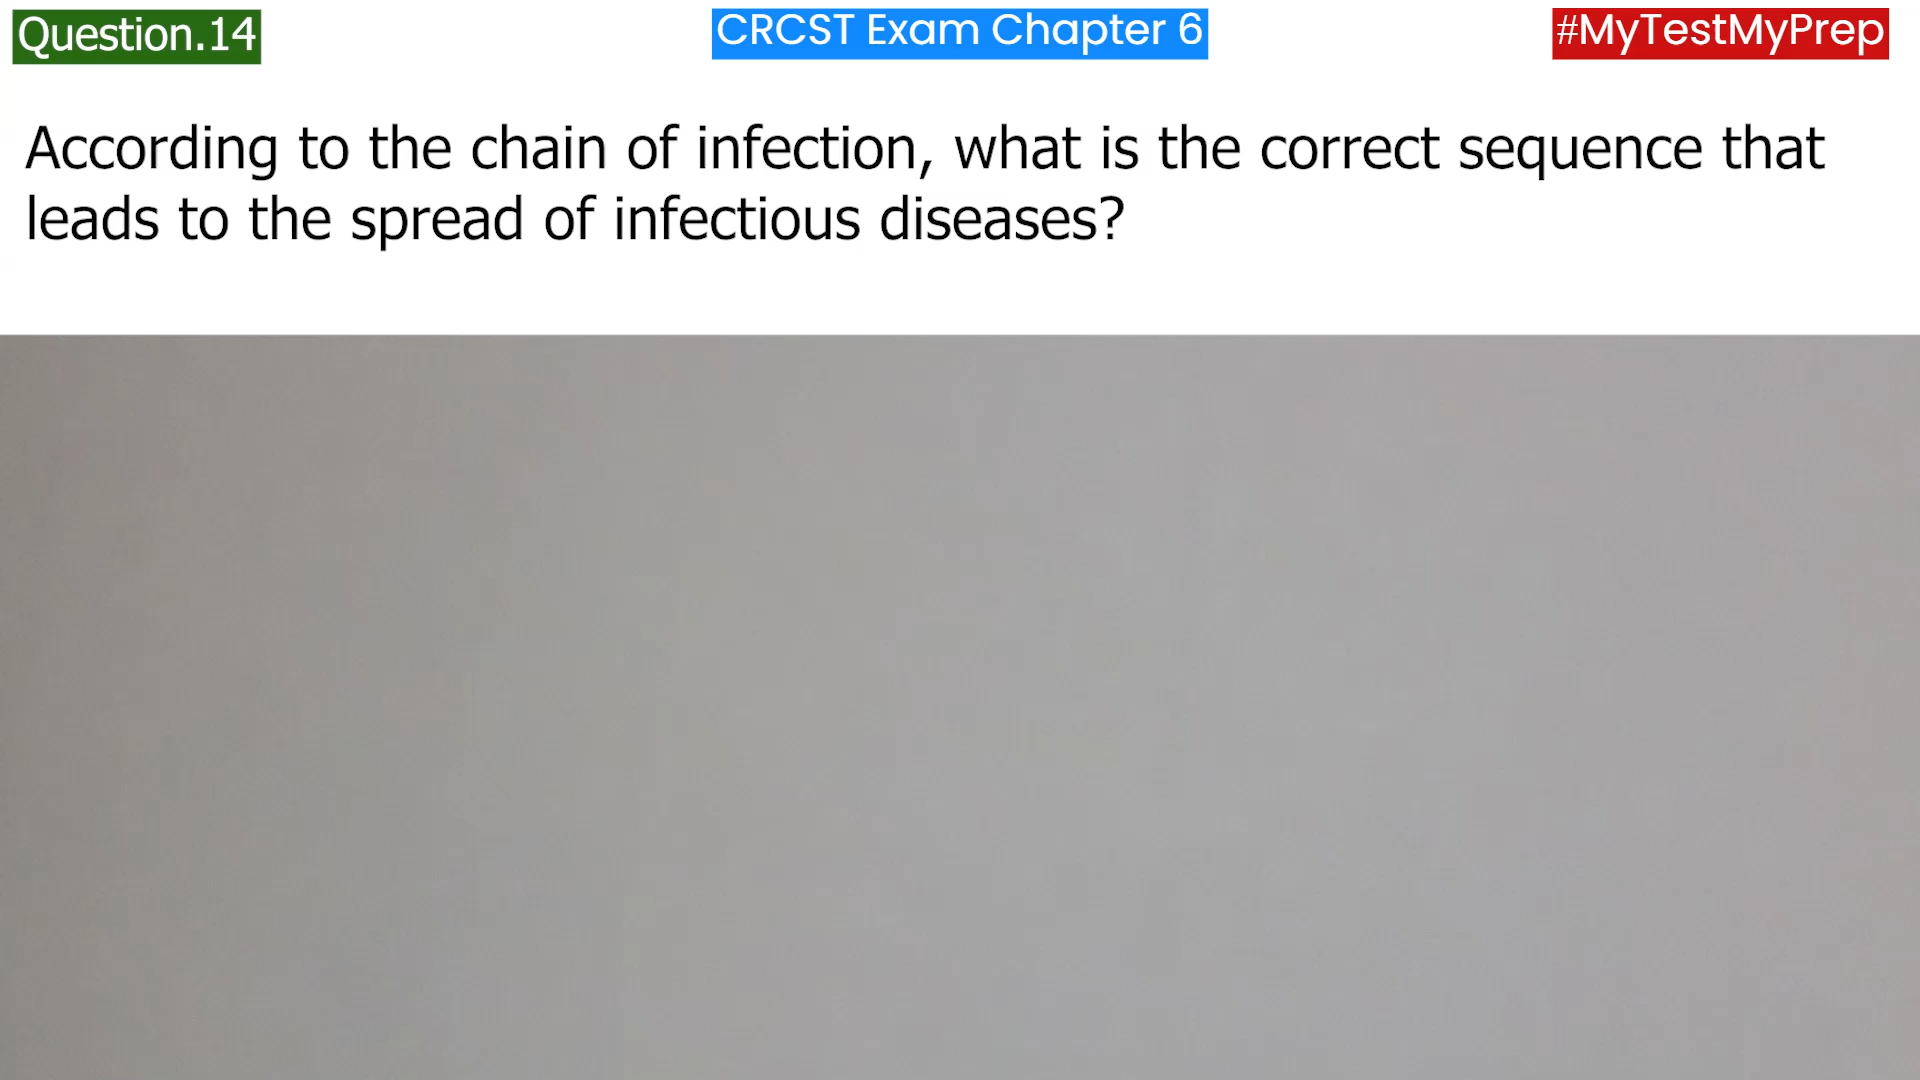 Question.14
CRCST Exam Chapter 6
#MyTestMyPrep
According to the chain of infection, what is the correct sequence that
leads to the spread of infectious diseases?